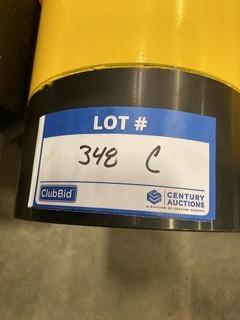 LOT #
348 C
ClubBid
CENTURY
AUCTIONS